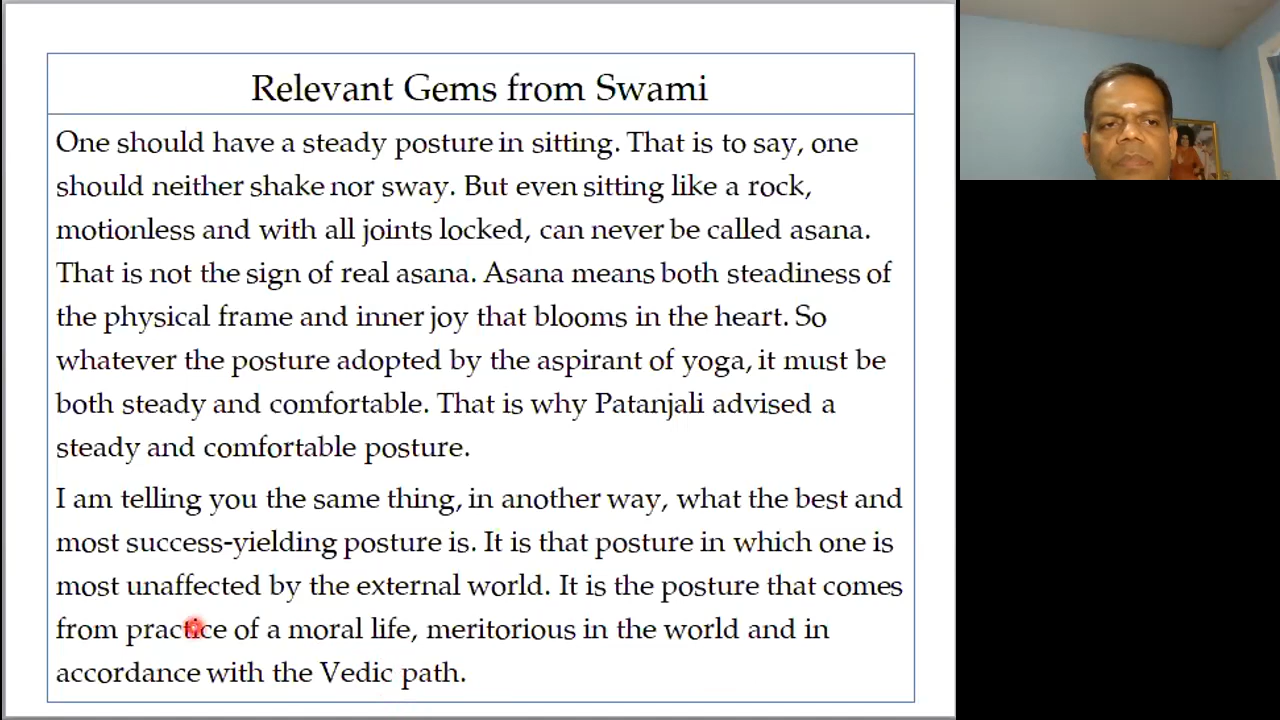 Relevant Gems from Swami
One should have a steady posture in sitting. That is to say, one
should neither shake nor sway. But even sitting like a rock,
motionless and with all joints locked, can never be called asana.
That is not the sign of real asana. Asana means both steadiness of
the physical frame and inner joy that blooms in the heart. So
whatever the posture adopted by the aspirant of yoga, it must be
both steady and comfortable. That is why Patanjali advised a
steady and comfortable posture.
I am telling you the same thing, in another way, what the best and
most success-yielding posture is. It is that posture in which one is
most unaffected by the external world. It is the posture that comes
from practice of a moral life, meritorious in the world and in
accordance with the Vedic path.